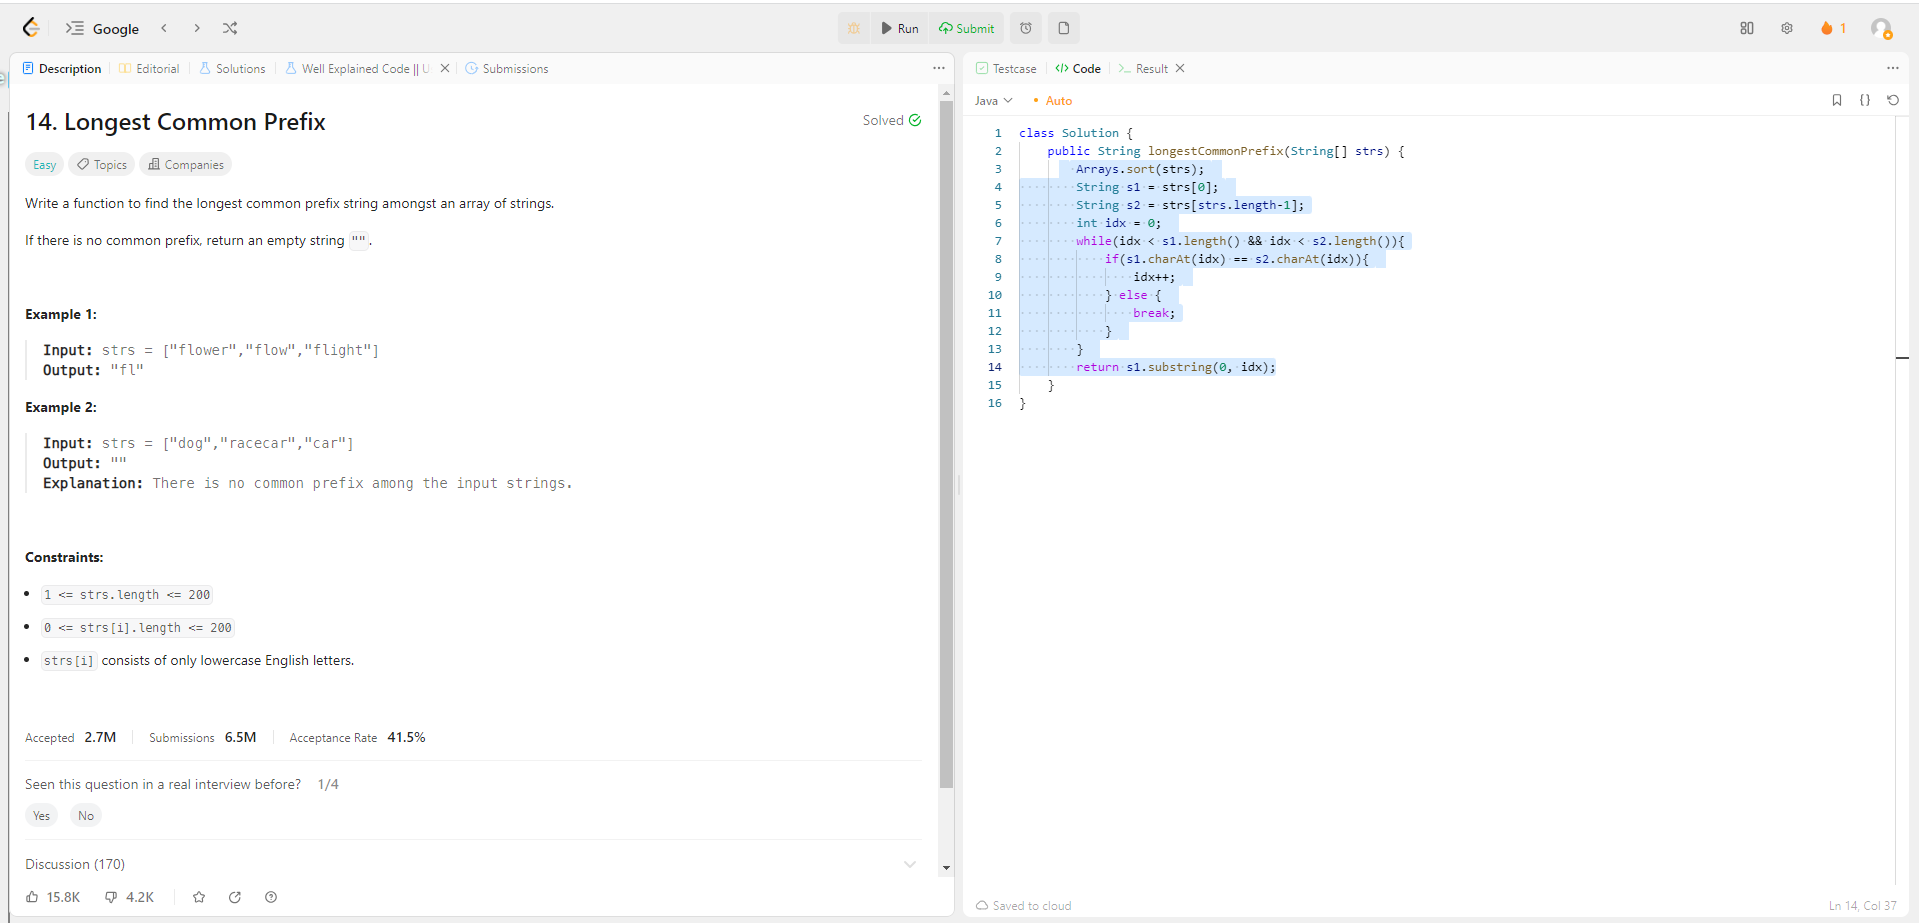 Google
Run
Submit
1
Description
Editorial
Solutions
Well Explained Code || U
Submissions
14. Longest Common Prefix
Solved
Easy
Topics
Companies
Write a function to find the longest common prefix string amongst an array of strings.
If there is no common prefix, return an empty string "".
Example 1:
Input: strs = ["flower","flow","flight"]
Output: "fl"
Example 2:
Input: strs = ["dog","racecar","car"]
Output: ""
Explanation: There is no common prefix among the input strings.
Constraints:
1 <= strs.length <= 200
0 <= strs[i].length <= 200
strs[i] consists of only lowercase English letters.
Accepted 2.7M Submissions 6.5M Acceptance Rate 41.5%
Seen this question in a real interview before? 1/4
Yes No
Discussion (170)
15.8K 4.2K
Testcase
Code
Result
Java
Auto
1 class Solution {
2     public String longestCommonPrefix(String[] strs) {
3         Arrays.sort(strs);
4         String s1 = strs[0];
5         String s2 = strs[strs.length-1];
6         int idx = 0;
7         while(idx < s1.length() && idx < s2.length()){
8             if(s1.charAt(idx) == s2.charAt(idx)){
9                 idx++;
10             } else {
11                 break;
12             }
13         }
14         return s1.substring(0, idx);
15     }
16 }
Saved to cloud
Ln 14, Col 37